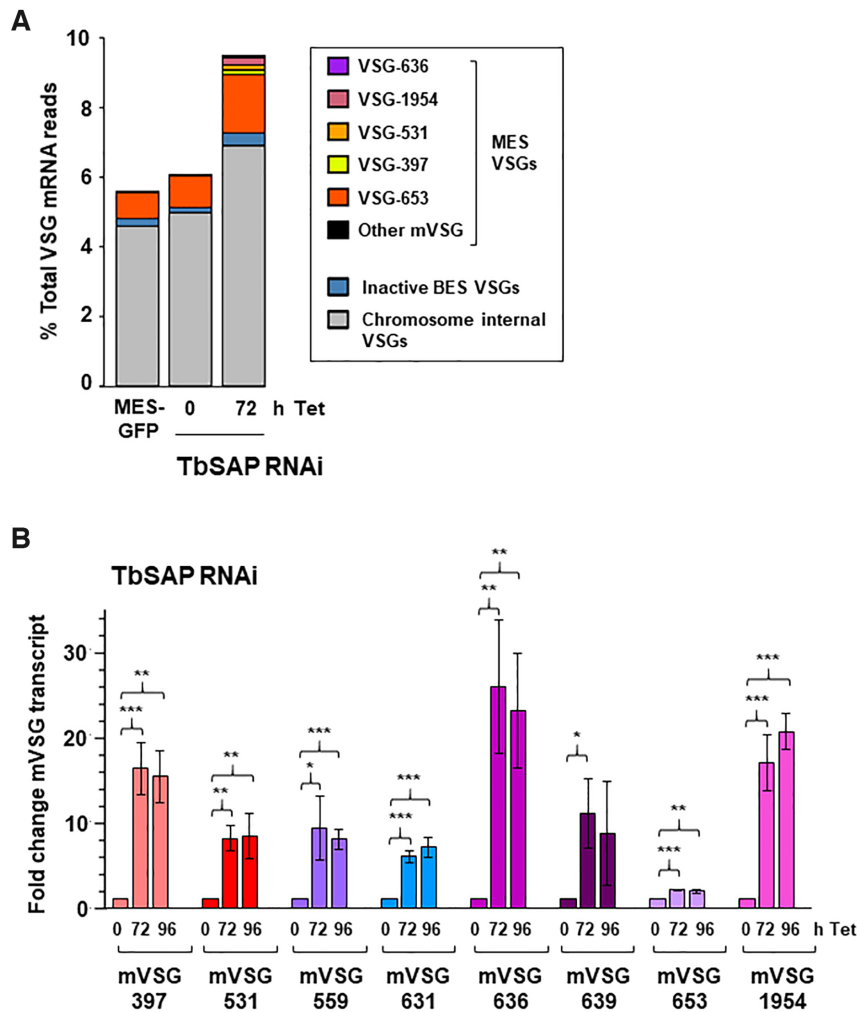 A
10
8
6
4
2
0
% Total VSG mRNA reads
MES-
GFP
0 72 h Tet
TbSAP RNAi
VSG-636
VSG-1954
VSG-531
VSG-397
VSG-653
Other mVSG
MES
VSGs
Inactive BES VSGs
Chromosome internal
VSGs
B
TbSAP RNAi
Fold change mVSG transcript
30
20
10
0
*** **
** **
* ***
*** ***
** **
*
*** **
*** ***
0 72 96 0 72 96 0 72 96 0 72 96 0 72 96 0 72 96 0 72 96 0 72 96 h Tet
mVSG mVSG mVSG mVSG mVSG mVSG mVSG mVSG
397 531 559 631 636 639 653 1954